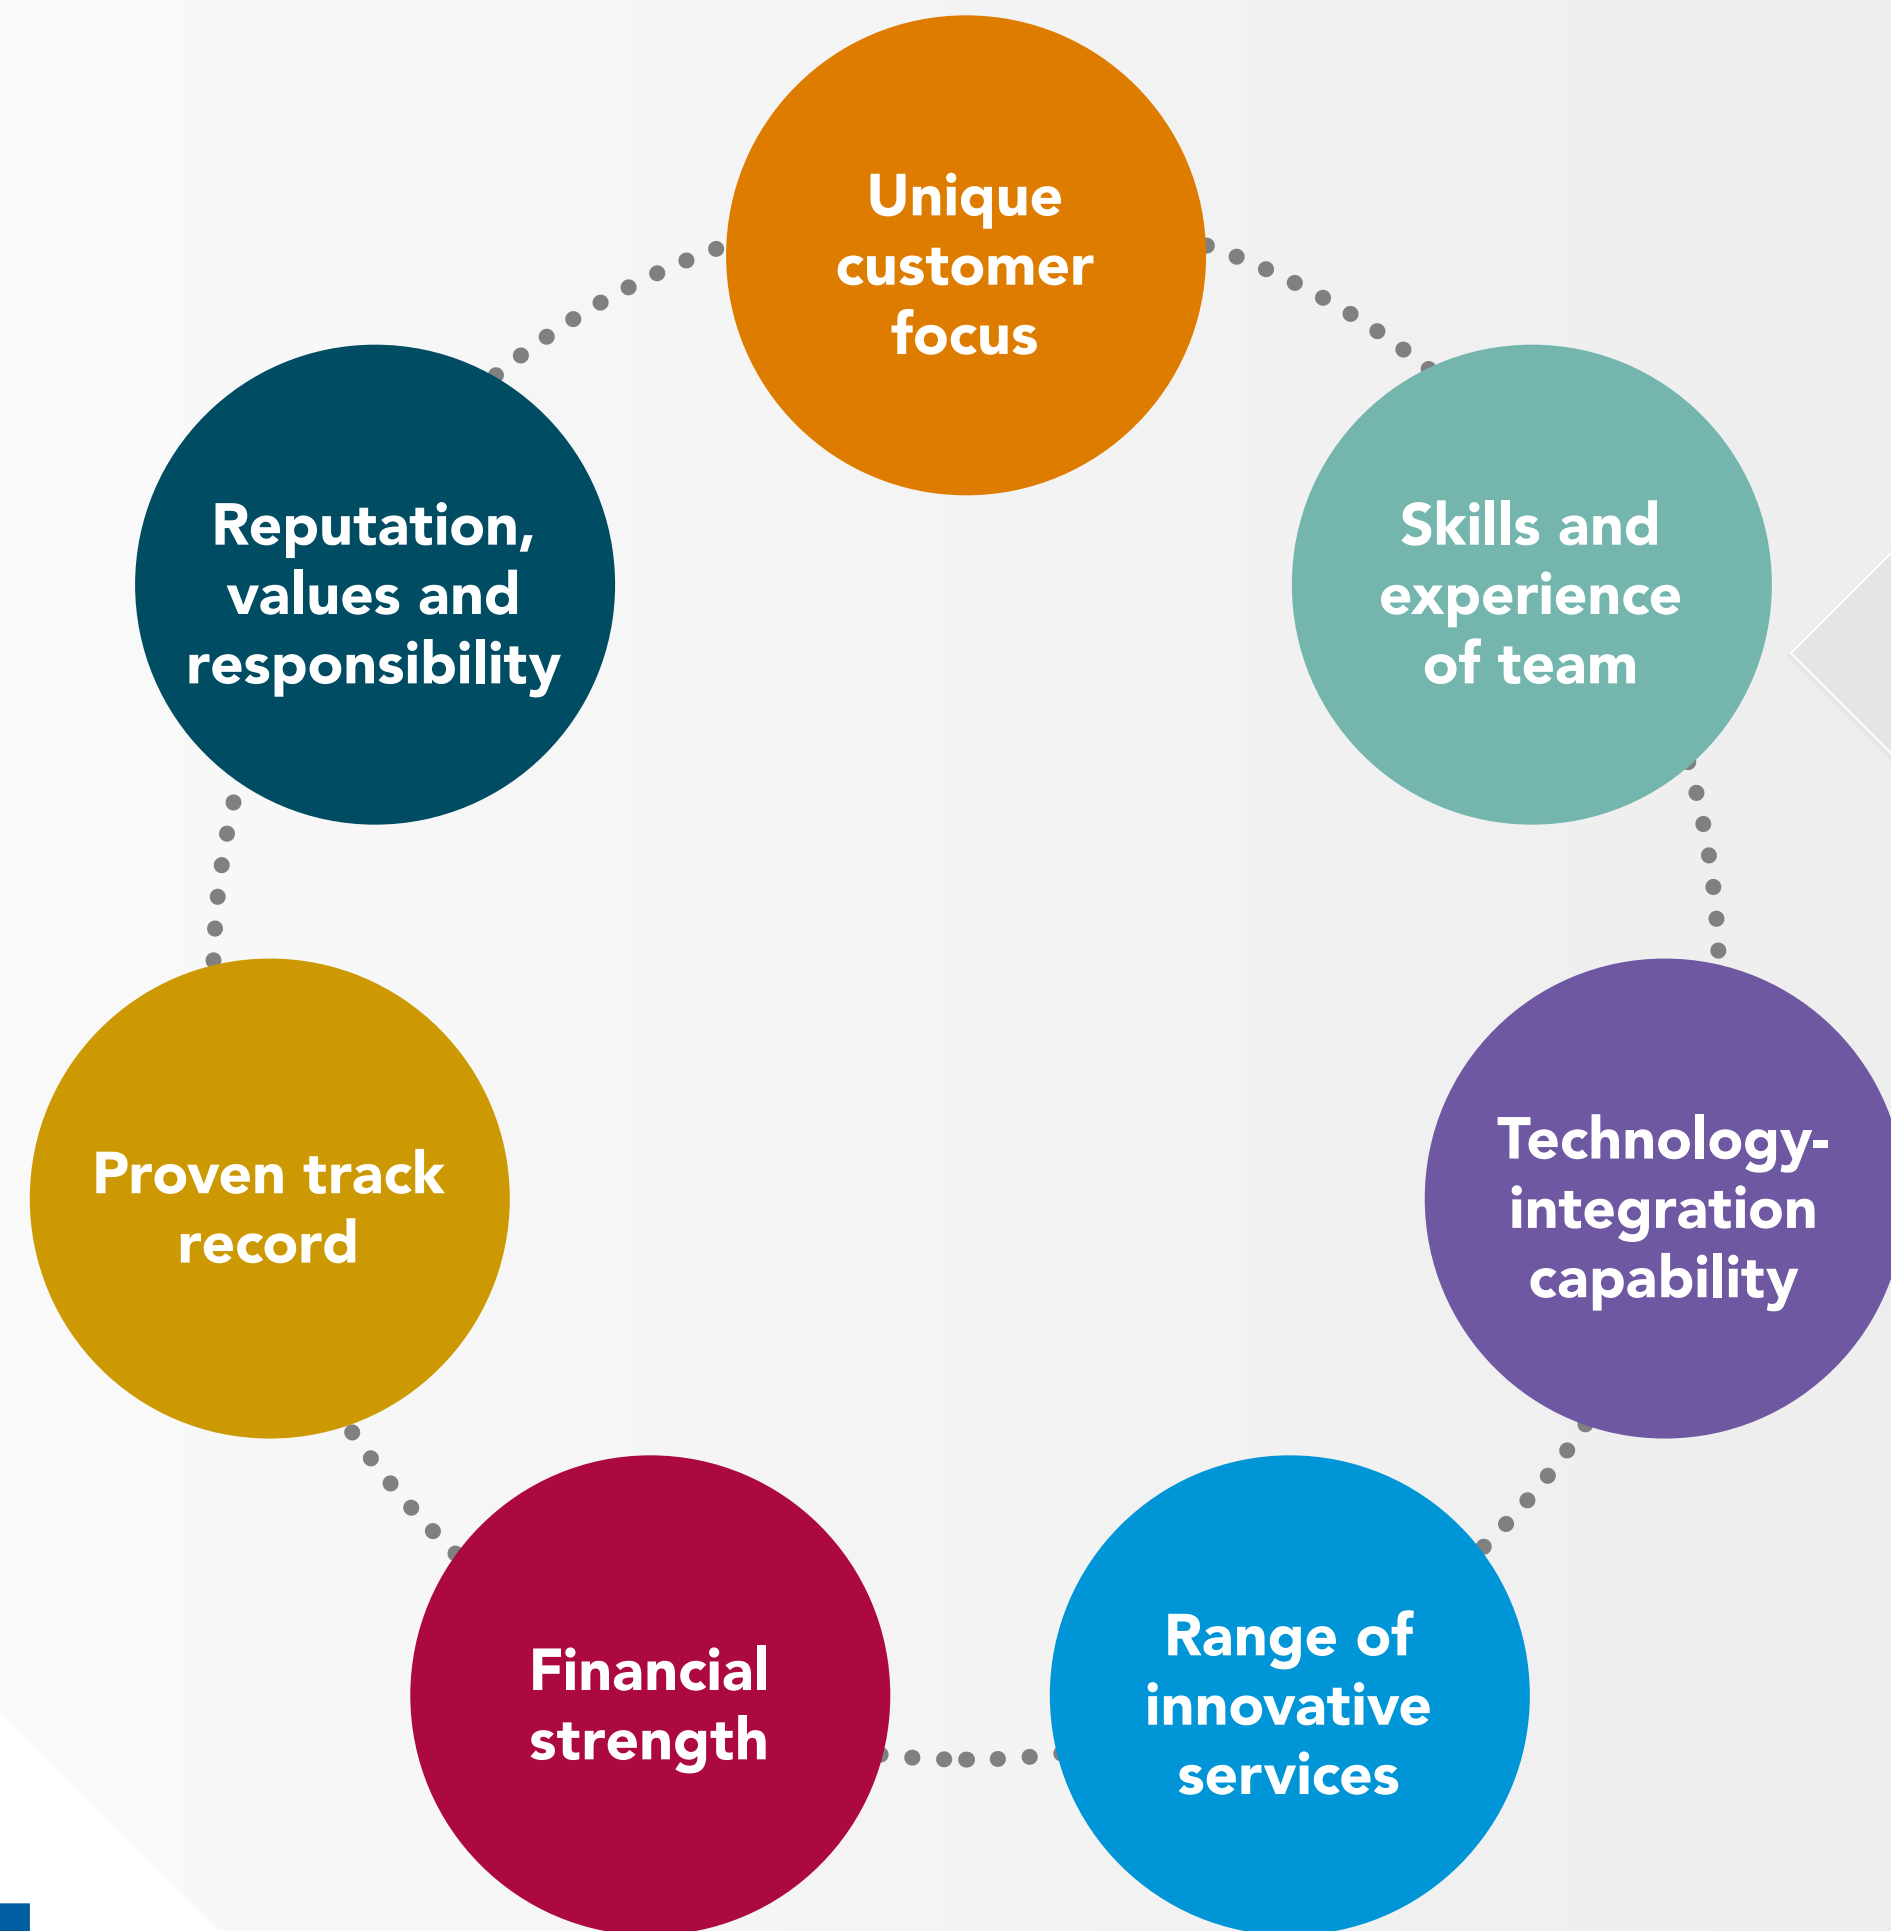 Unique
customer
focus
Skills and
experience
of team
Technology-
integration
capability
Range of
innovative
services
Financial
strength
Proven track
record
Reputation,
values and
responsibility